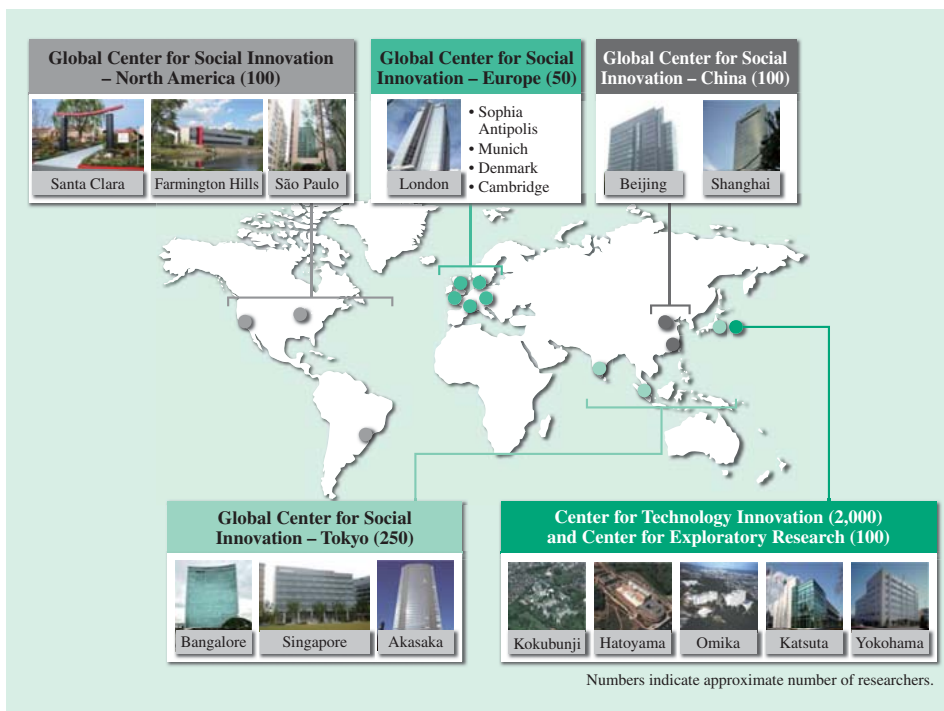 Global Center for Social Innovation
– North America (100)
Santa Clara
Farmington Hills
São Paulo
Global Center for Social
Innovation – Europe (50)
London
• Sophia
Antipolis
• Munich
• Denmark
• Cambridge
Global Center for Social
Innovation – China (100)
Beijing
Shanghai
Global Center for Social
Innovation – Tokyo (250)
Bangalore
Singapore
Akasaka
Center for Technology Innovation (2,000)
and Center for Exploratory Research (100)
Kokubunji
Hatoyama
Omika
Katsuta
Yokohama
Numbers indicate approximate number of researchers.